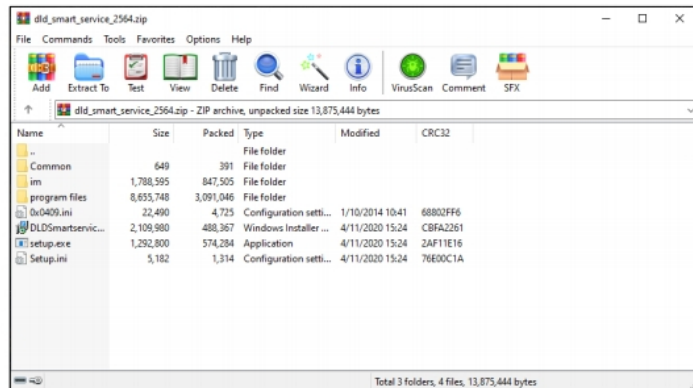 dld_smart_service_2564.zip
File Commands Tools Favorites Options Help
Add Extract To Test View Delete Find Wizard Info VirusScan Comment SFX
dld_smart_service_2564.zip - ZIP archive, unpacked size 13,875,444 bytes
Name Size Packed Type Modified CRC32
.. File folder
Common 649 391 File folder
im 1,788,595 847,505 File folder
program files 8,655,748 3,091,046 File folder
0x0409.ini 22,490 4,725 Configuration setti... 1/10/2014 10:41 68802FF6
DLDSmartservic... 2,109,980 488,367 Windows Installer ... 4/11/2020 15:24 CBFA2261
setup.exe 1,292,800 574,284 Application 4/11/2020 15:24 2AF11E16
Setup.ini 5,182 1,314 Configuration setti... 4/11/2020 15:24 76E00C1A
Total 3 folders, 4 files, 13,875,444 bytes